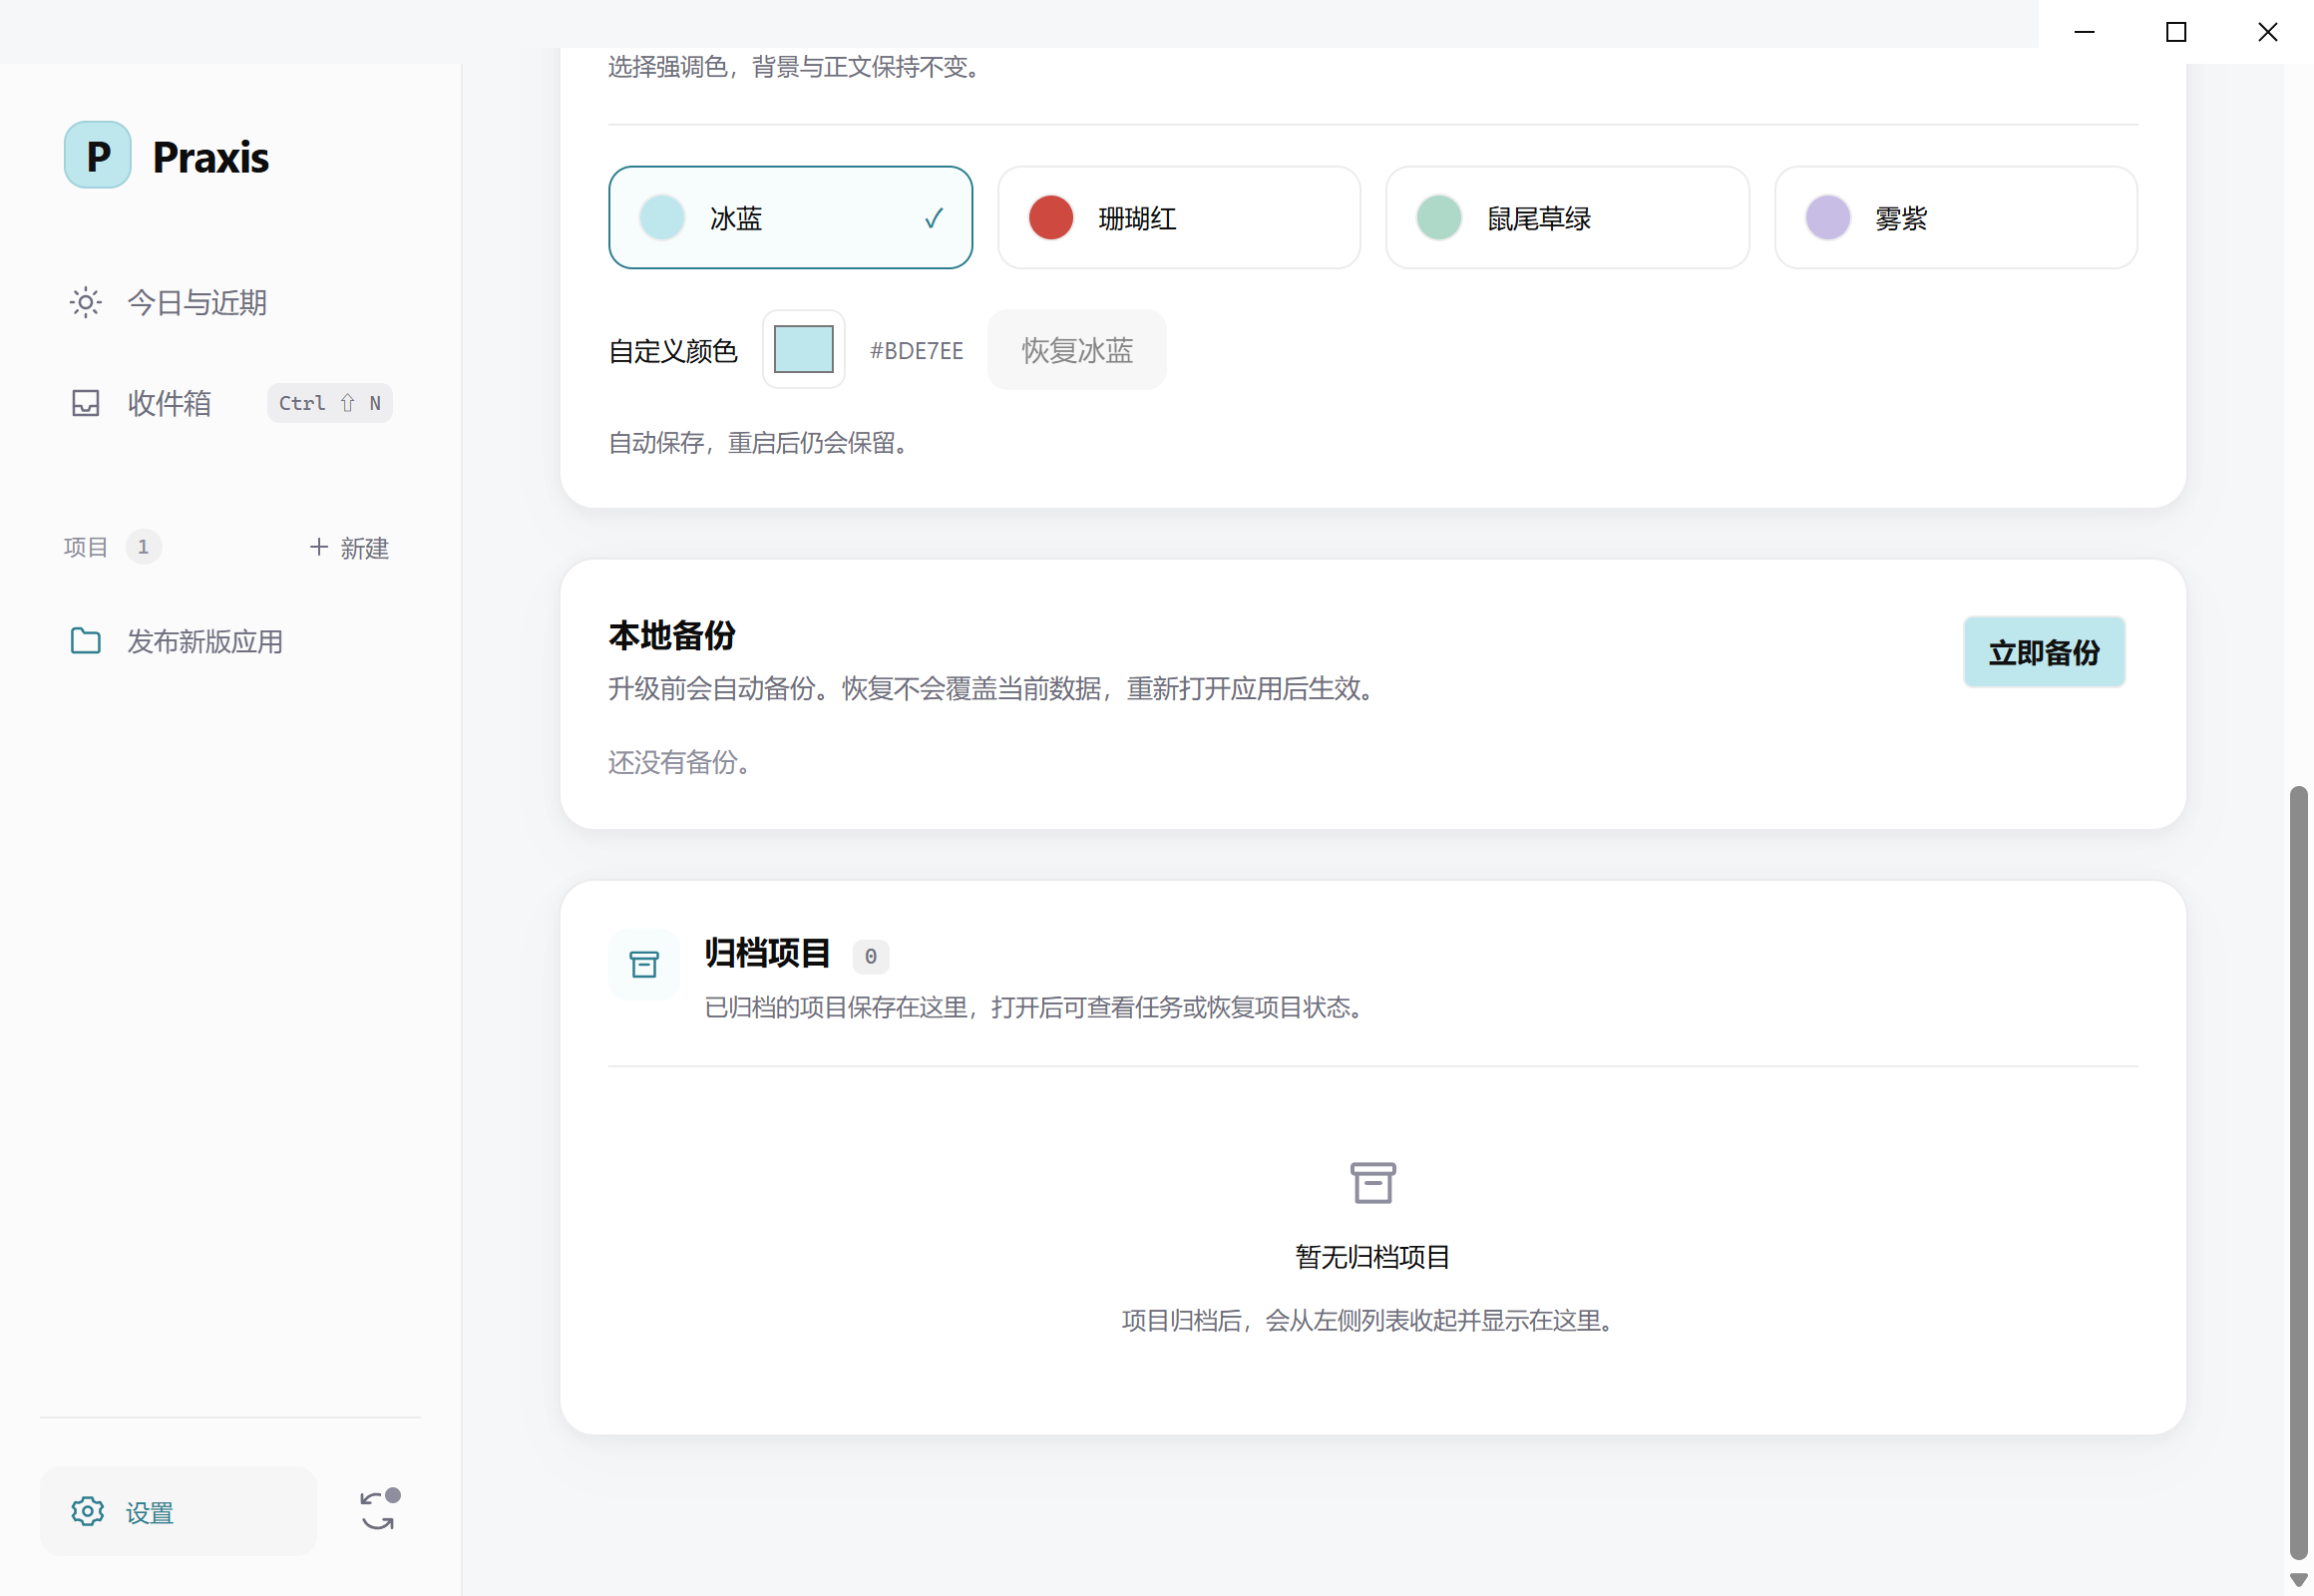 P Praxis
今日与近期
收件箱 Ctrl ⇧ N
项目 1 + 新建
发布新版应用
设置
选择强调色，背景与正文保持不变。
冰蓝 ✓ 珊瑚红 鼠尾草绿 雾紫
自定义颜色 #BDE7EE 恢复冰蓝
自动保存，重启后仍会保留。
本地备份
立即备份
升级前会自动备份。恢复不会覆盖当前数据，重新打开应用后生效。
还没有备份。
归档项目 0
已归档的项目保存在这里，打开后可查看任务或恢复项目状态。
暂无归档项目
项目归档后，会从左侧列表收起并显示在这里。